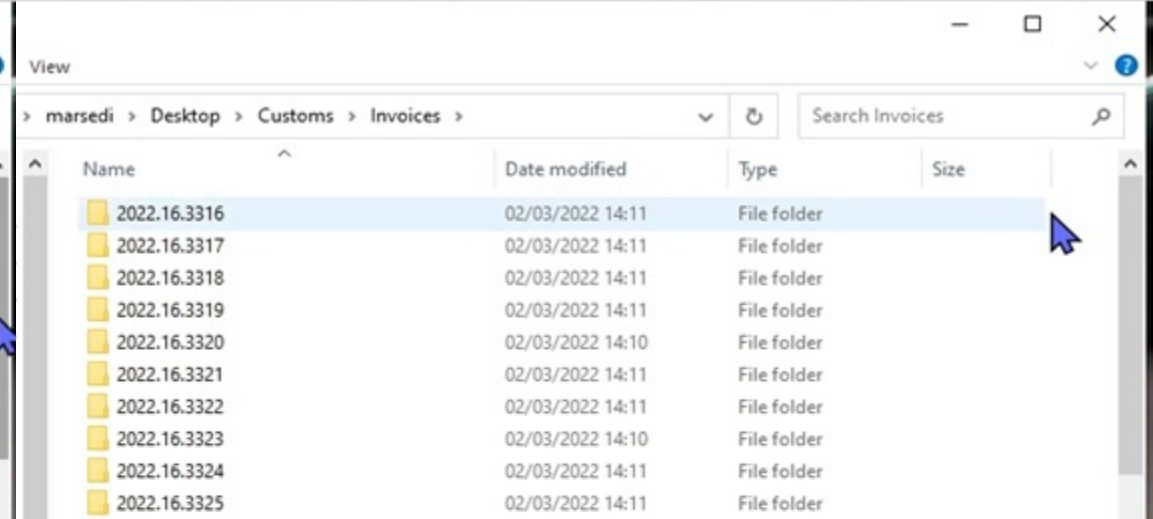 View
marsedi > Desktop > Customs > Invoices >
Search Invoices
Name Date modified Type Size
2022.16.3316 02/03/2022 14:11 File folder
2022.16.3317 02/03/2022 14:11 File folder
2022.16.3318 02/03/2022 14:11 File folder
2022.16.3319 02/03/2022 14:11 File folder
2022.16.3320 02/03/2022 14:10 File folder
2022.16.3321 02/03/2022 14:11 File folder
2022.16.3322 02/03/2022 14:11 File folder
2022.16.3323 02/03/2022 14:10 File folder
2022.16.3324 02/03/2022 14:11 File folder
2022.16.3325 02/03/2022 14:11 File folder